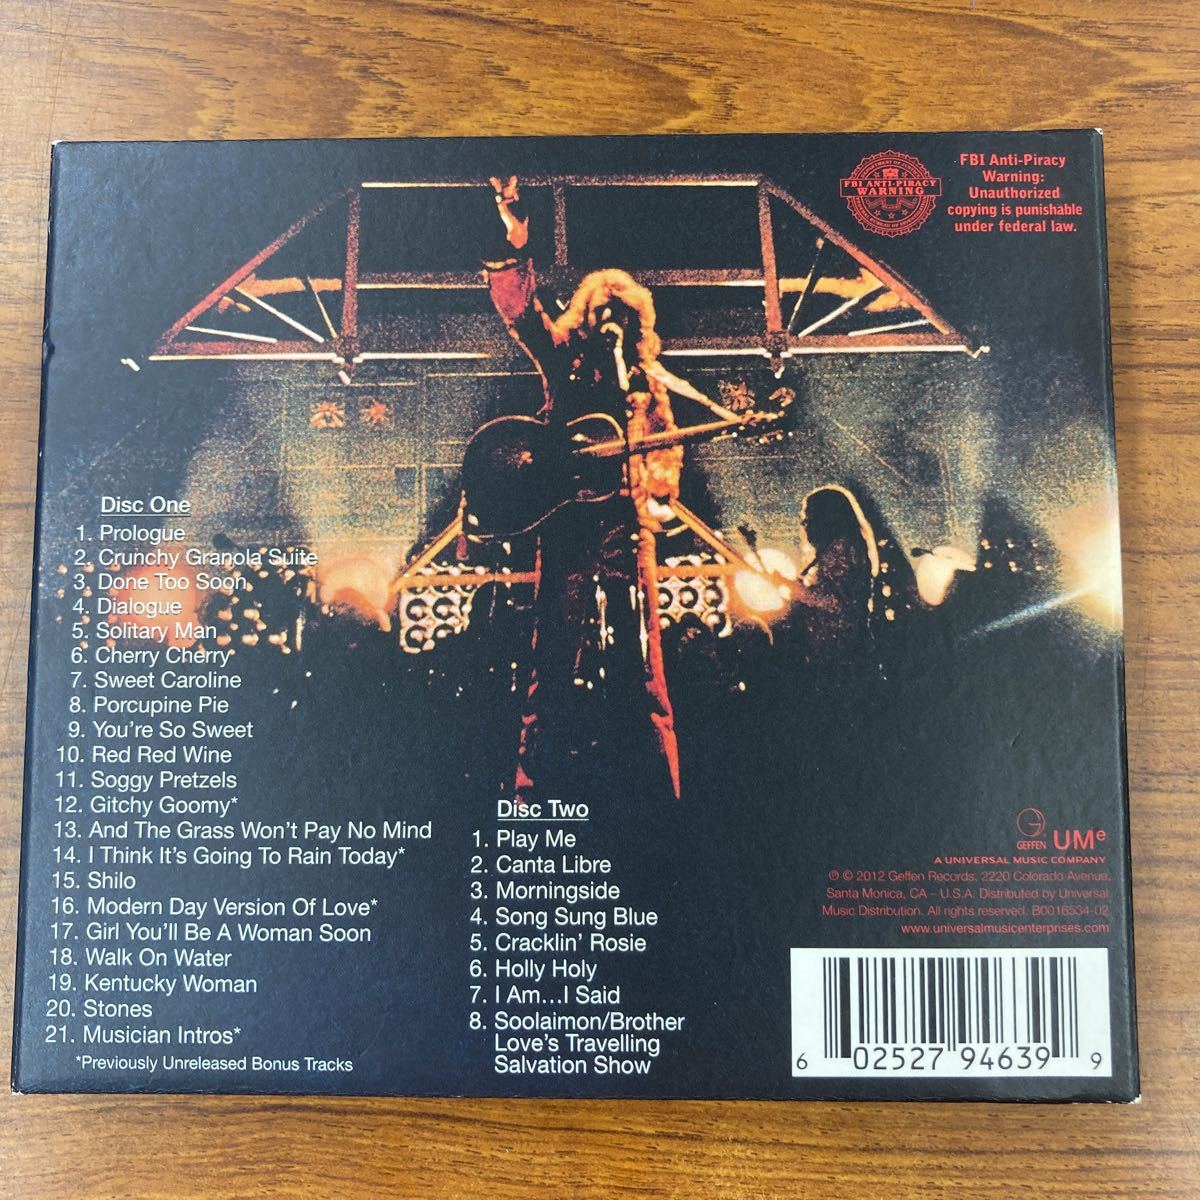 FBI ANTI-PIRACY
WARNING
FBI Anti-Piracy
Warning:
Unauthorized
copying is punishable
under federal law.
Disc One
1. Prologue
2. Crunchy Granola Suite
3. Done Too Soon
4. Dialogue
5. Solitary Man
6. Cherry Cherry
7. Sweet Caroline
8. Porcupine Pie
9. You're So Sweet
10. Red Red Wine
11. Soggy Pretzels
12. Gitchy Goomy*
13. And The Grass Won't Pay No Mind
14. I Think It's Going To Rain Today*
15. Shilo
16. Modern Day Version Of Love*
17. Girl You'll Be A Woman Soon
18. Walk On Water
19. Kentucky Woman
20. Stones
21. Musician Intros*
*Previously Unreleased Bonus Tracks
Disc Two
1. Play Me
2. Canta Libre
3. Morningside
4. Song Sung Blue
5. Cracklin' Rosie
6. Holly Holy
7. I Am...I Said
8. Soolaimon/Brother
Love's Travelling
Salvation Show
GEFFEN UMe
A UNIVERSAL MUSIC COMPANY
℗ © 2012 Geffen Records, 2220 Colorado Avenue,
Santa Monica, CA – U.S.A. Distributed by Universal
Music Distribution. All rights reserved. B0016534-02
www.universalmusicenterprises.com
6 02527 94639 9